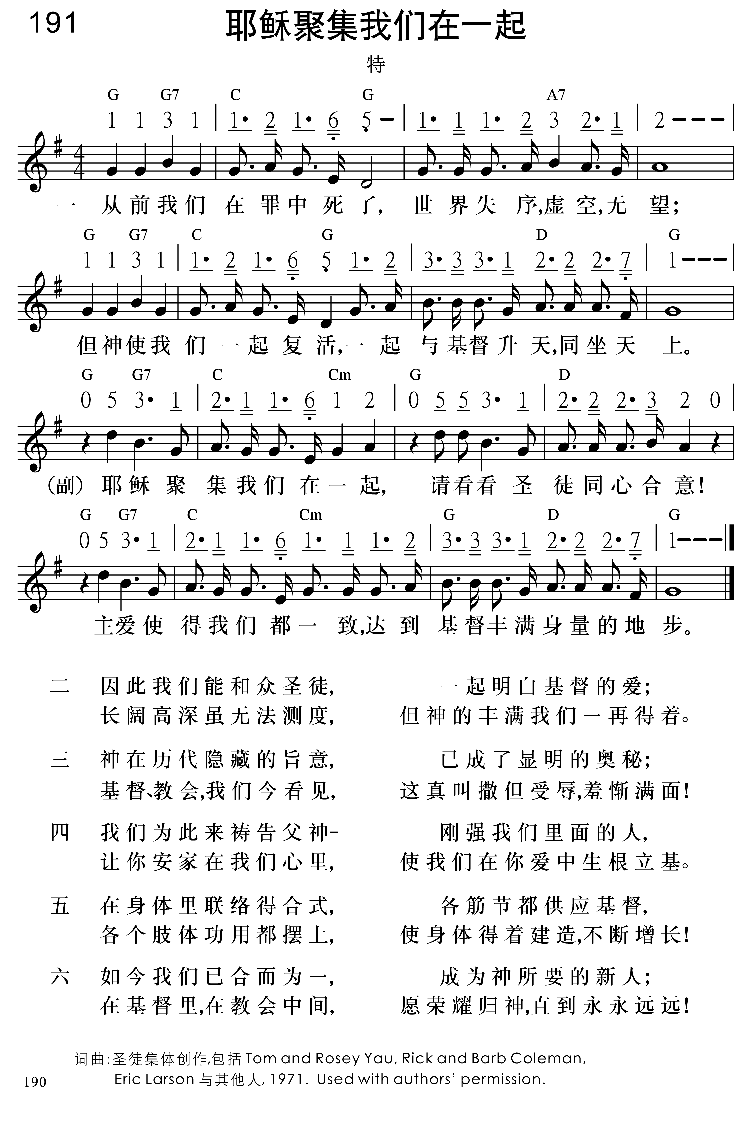 191
耶稣聚集我们在一起
特
G G7 C G A7
1 1 3 1 | 1• 2 1• 6 5 – | 1• 1 1• 2 3 2• 1 | 2 – – –
一 从前我们 在罪中死了, 世界失序,虚空,无望;
G G7 C G D G
1 1 3 1 | 1• 2 1• 6 5 1• 2 | 3• 3 3• 1 2• 2 2• 7 | 1 – – –
但神使我们一起复活,一起 与基督升天,同坐天上。
G G7 C Cm G D
0 5 3• 1 | 2• 1 1• 6 1 2 | 0 5 5 3• 1 | 2• 2 2• 3 2 0
(副) 耶稣聚集我们在一起, 请看看圣徒同心合意!
G G7 C Cm G D G
0 5 3• 1 | 2• 1 1• 6 1• 1 1• 2 | 3• 3 3• 1 2• 2 2• 7 | 1 – – –
主爱使得我们都一致,达到 基督丰满身量的地步。
二 因此我们能和众圣徒, 一起明白基督的爱;
长阔高深虽无法测度, 但神的丰满我们一再得着。
三 神在历代隐藏的旨意, 已成了显明的奥秘;
基督、教会,我们今看见, 这真叫撒但受辱,羞惭满面!
四 我们为此来祷告父神– 刚强我们里面的人,
让你安家在我们心里, 使我们在你爱中生根立基。
五 在身体里联络得合式, 各筋节都供应基督,
各个肢体功用都摆上, 使身体得着建造,不断增长!
六 如今我们已合而为一, 成为神所要的新人;
在基督里,在教会中间, 愿荣耀归神,直到永永远远!
词曲:圣徒集体创作,包括 Tom and Rosey Yau, Rick and Barb Coleman,
Eric Larson 与其他人, 1971. Used with authors' permission.
190